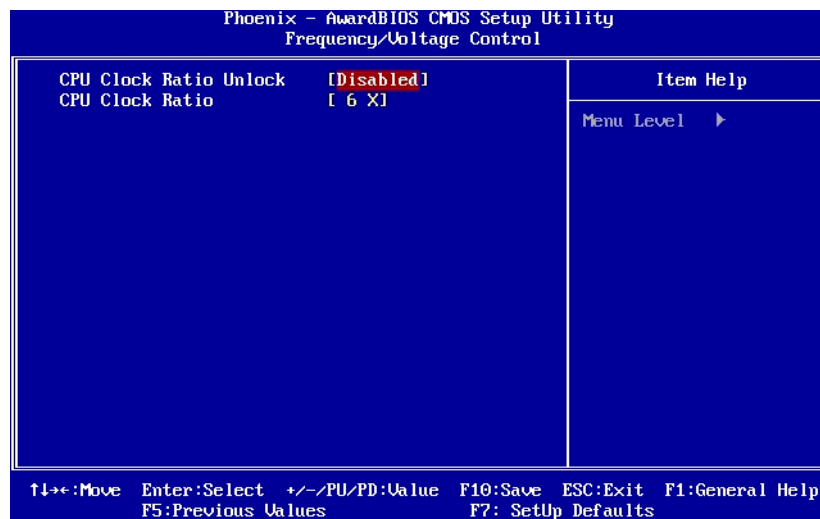 Phoenix - AwardBIOS CMOS Setup Utility
Frequency/Voltage Control
CPU Clock Ratio Unlock [Disabled]
CPU Clock Ratio [ 6 X]
Item Help
Menu Level ▶
↑↓→←:Move Enter:Select +/-/PU/PD:Value F10:Save ESC:Exit F1:General Help
F5:Previous Values F7: SetUp Defaults